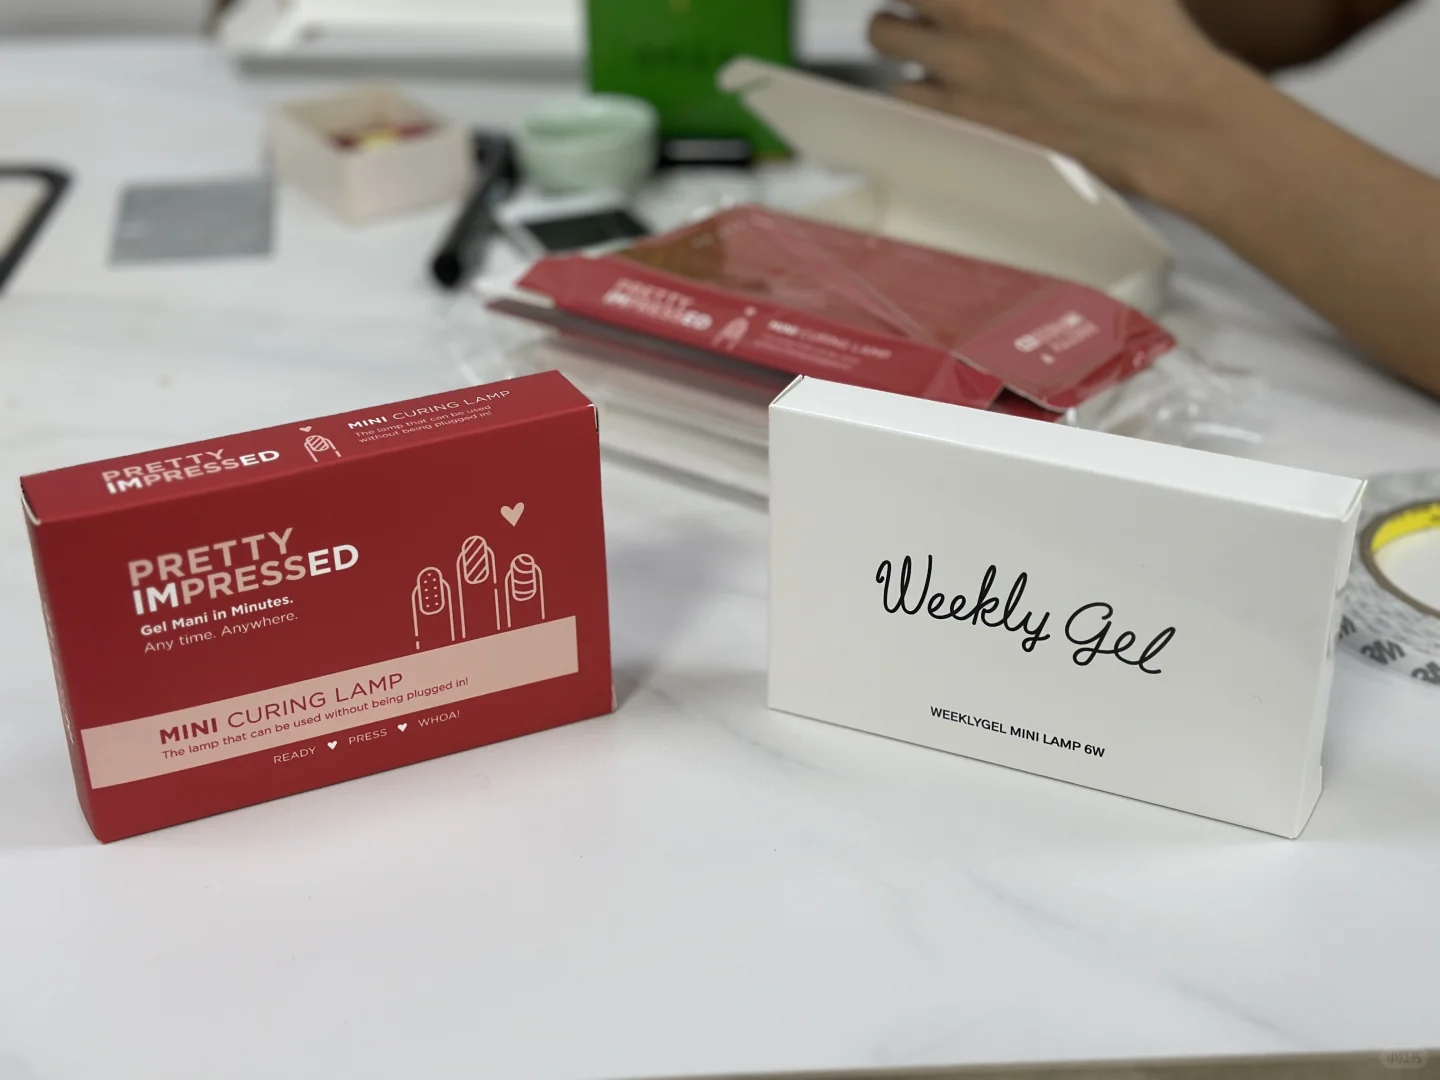 PRETTY
IMPRESSED
MINI CURING LAMP
The lamp that can be used
without being plugged in!
PRETTY
IMPRESSED
Gel Mani in Minutes.
Any time. Anywhere.
MINI CURING LAMP
The lamp that can be used without being plugged in!
READY ♥ PRESS ♥ WHOA!
PRETTY
IMPRESSED
MINI CURING LAMP
Weekly Gel
WEEKLYGEL MINI LAMP 6W
3M
3M